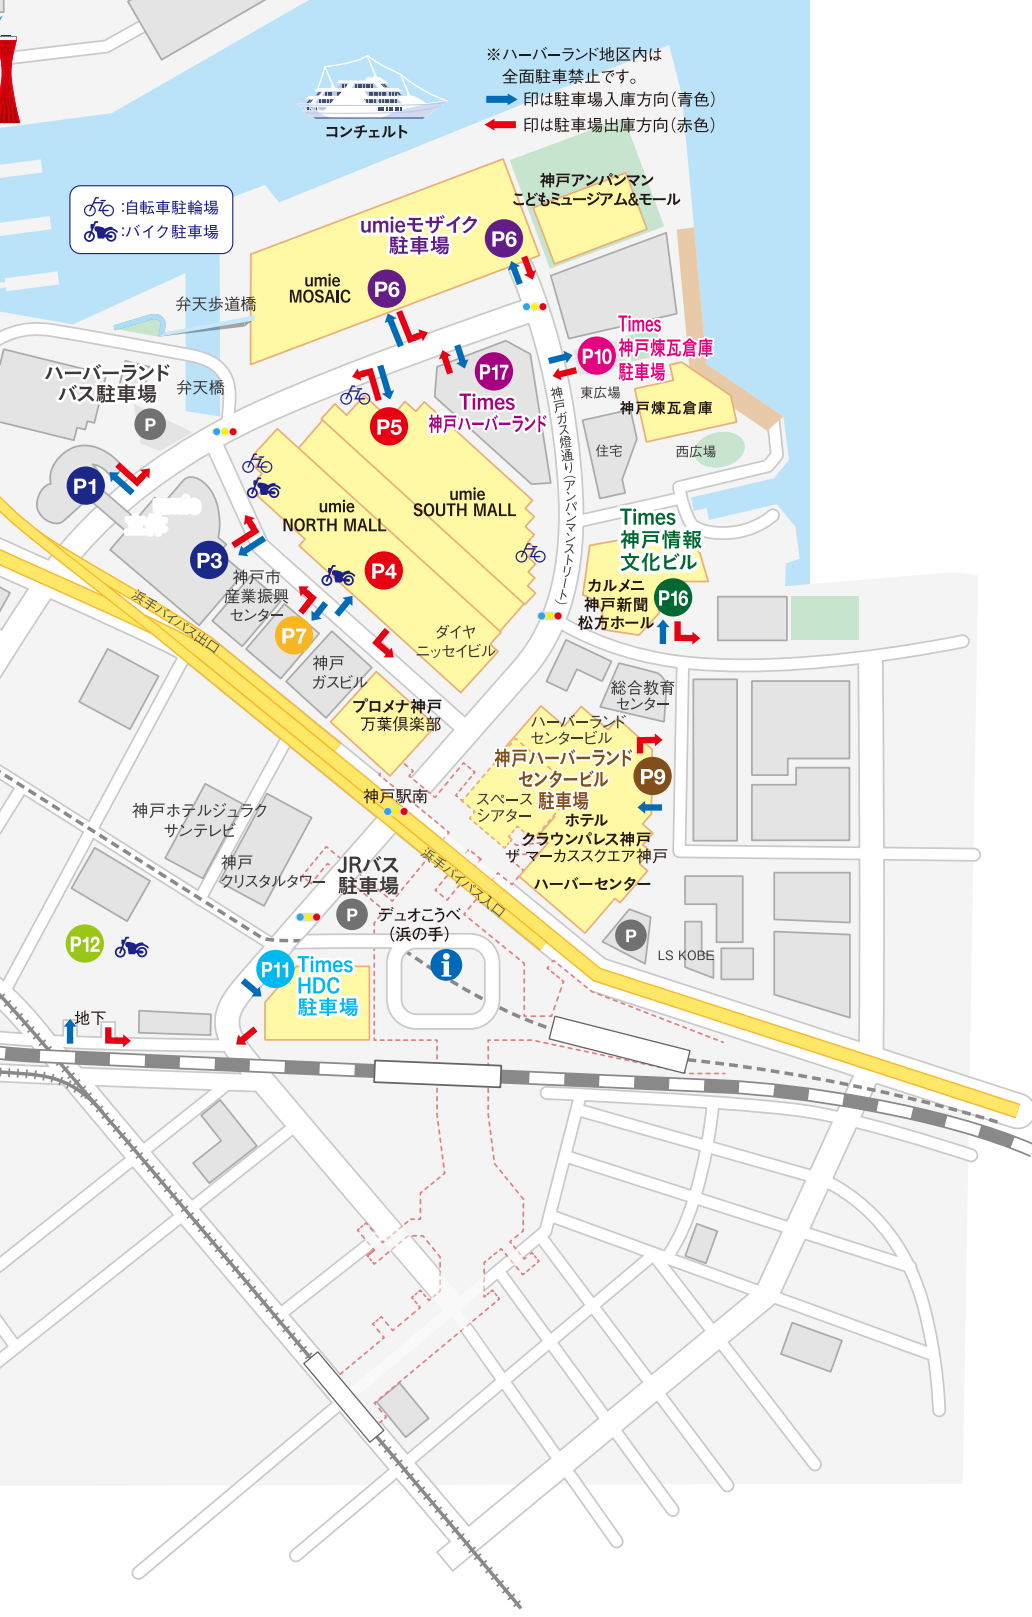 ※ハーバーランド地区内は
全面駐車禁止です。
印は駐車場入庫方向(青色)
印は駐車場出庫方向(赤色)
コンチェルト
:自転車駐輪場
:バイク駐車場
神戸アンパンマン
こどもミュージアム&モール
umieモザイク
駐車場
P6
umie
MOSAIC
P6
弁天歩道橋
Times
神戸煉瓦倉庫
駐車場
P10
ハーバーランド
バス駐車場
P
弁天橋
P17
Times
神戸ハーバーランド
東広場
神戸煉瓦倉庫
P5
神戸ガス燈通り(アンパンマンストリート)
住宅
西広場
P1
umie
SOUTH MALL
umie
NORTH MALL
Times
神戸情報
文化ビル
P3
P4
神戸市
産業振興
センター
カルメニ
神戸新聞
松方ホール
P16
浜手バイパス出口
P7
ダイヤ
ニッセイビル
神戸
ガスビル
総合教育
センター
プロメナ神戸
万葉倶楽部
ハーバーランド
センタービル
神戸ハーバーランド
センタービル
駐車場
P9
神戸駅南
スペース
シアター
神戸ホテルジュラク
サンテレビ
ホテル
クラウンパレス神戸
ザ マーカススクエア神戸
神戸
クリスタルタワー
JRバス
駐車場
P
浜手バイパス入口
ハーバーセンター
デュオこうべ
(浜の手)
P
P12
LS KOBE
P11
Times
HDC
駐車場
i
地下